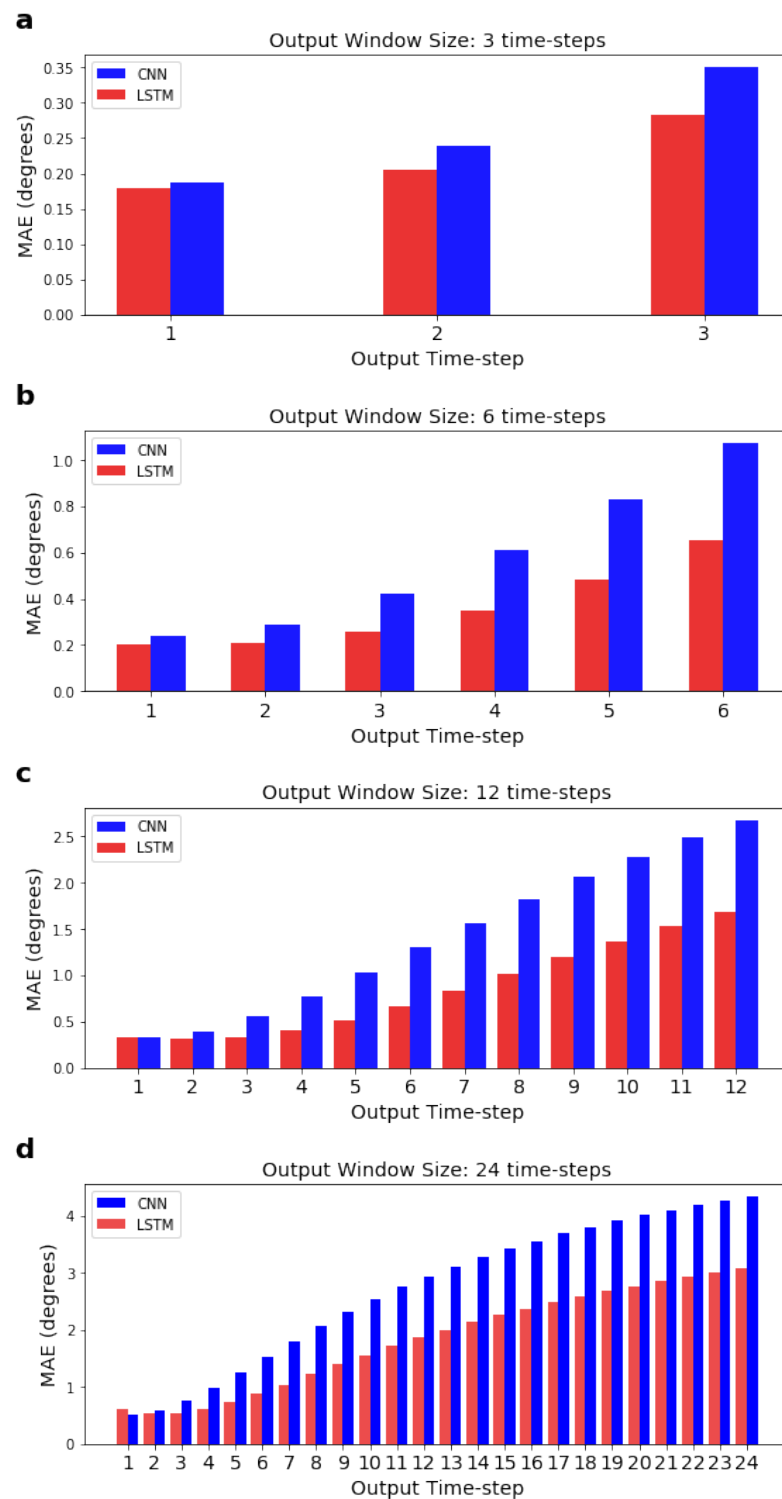 a
Output Window Size: 3 time-steps
0.35
0.30
0.25
0.20
0.15
0.10
0.05
0.00
MAE (degrees)
CNN
LSTM
1 2 3
Output Time-step
b
Output Window Size: 6 time-steps
1.0
0.8
0.6
0.4
0.2
0.0
MAE (degrees)
CNN
LSTM
1 2 3 4 5 6
Output Time-step
c
Output Window Size: 12 time-steps
2.5
2.0
1.5
1.0
0.5
0.0
MAE (degrees)
CNN
LSTM
1 2 3 4 5 6 7 8 9 10 11 12
Output Time-step
d
Output Window Size: 24 time-steps
4
3
2
1
0
MAE (degrees)
CNN
LSTM
1 2 3 4 5 6 7 8 9 10 11 12 13 14 15 16 17 18 19 20 21 22 23 24
Output Time-step